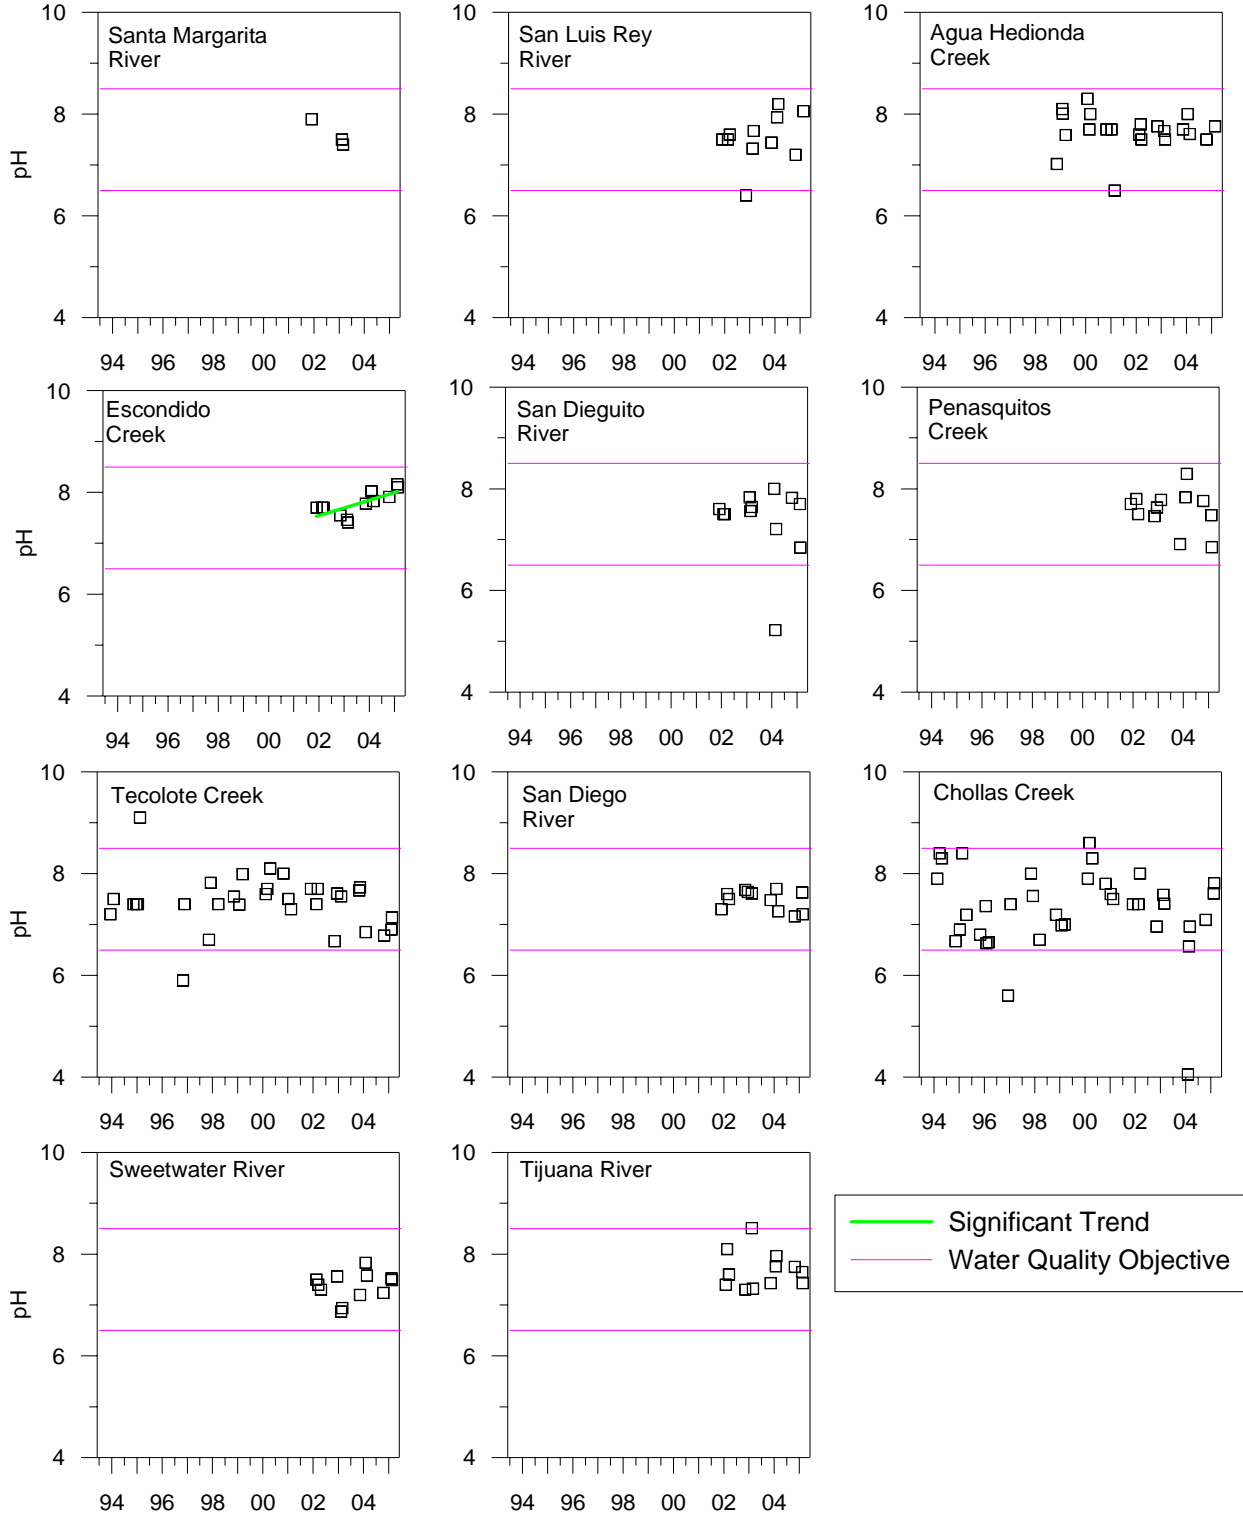 10
8
6
4
pH
Santa Margarita
River
94 96 98 00 02 04
10
8
6
4
San Luis Rey
River
94 96 98 00 02 04
10
8
6
4
Agua Hedionda
Creek
94 96 98 00 02 04
10
8
6
4
pH
Escondido
Creek
94 96 98 00 02 04
10
8
6
4
San Dieguito
River
94 96 98 00 02 04
10
8
6
4
Penasquitos
Creek
94 96 98 00 02 04
10
8
6
4
pH
Tecolote Creek
94 96 98 00 02 04
10
8
6
4
San Diego
River
94 96 98 00 02 04
10
8
6
4
Chollas Creek
94 96 98 00 02 04
10
8
6
4
pH
Sweetwater River
94 96 98 00 02 04
10
8
6
4
Tijuana River
94 96 98 00 02 04
Significant Trend
Water Quality Objective